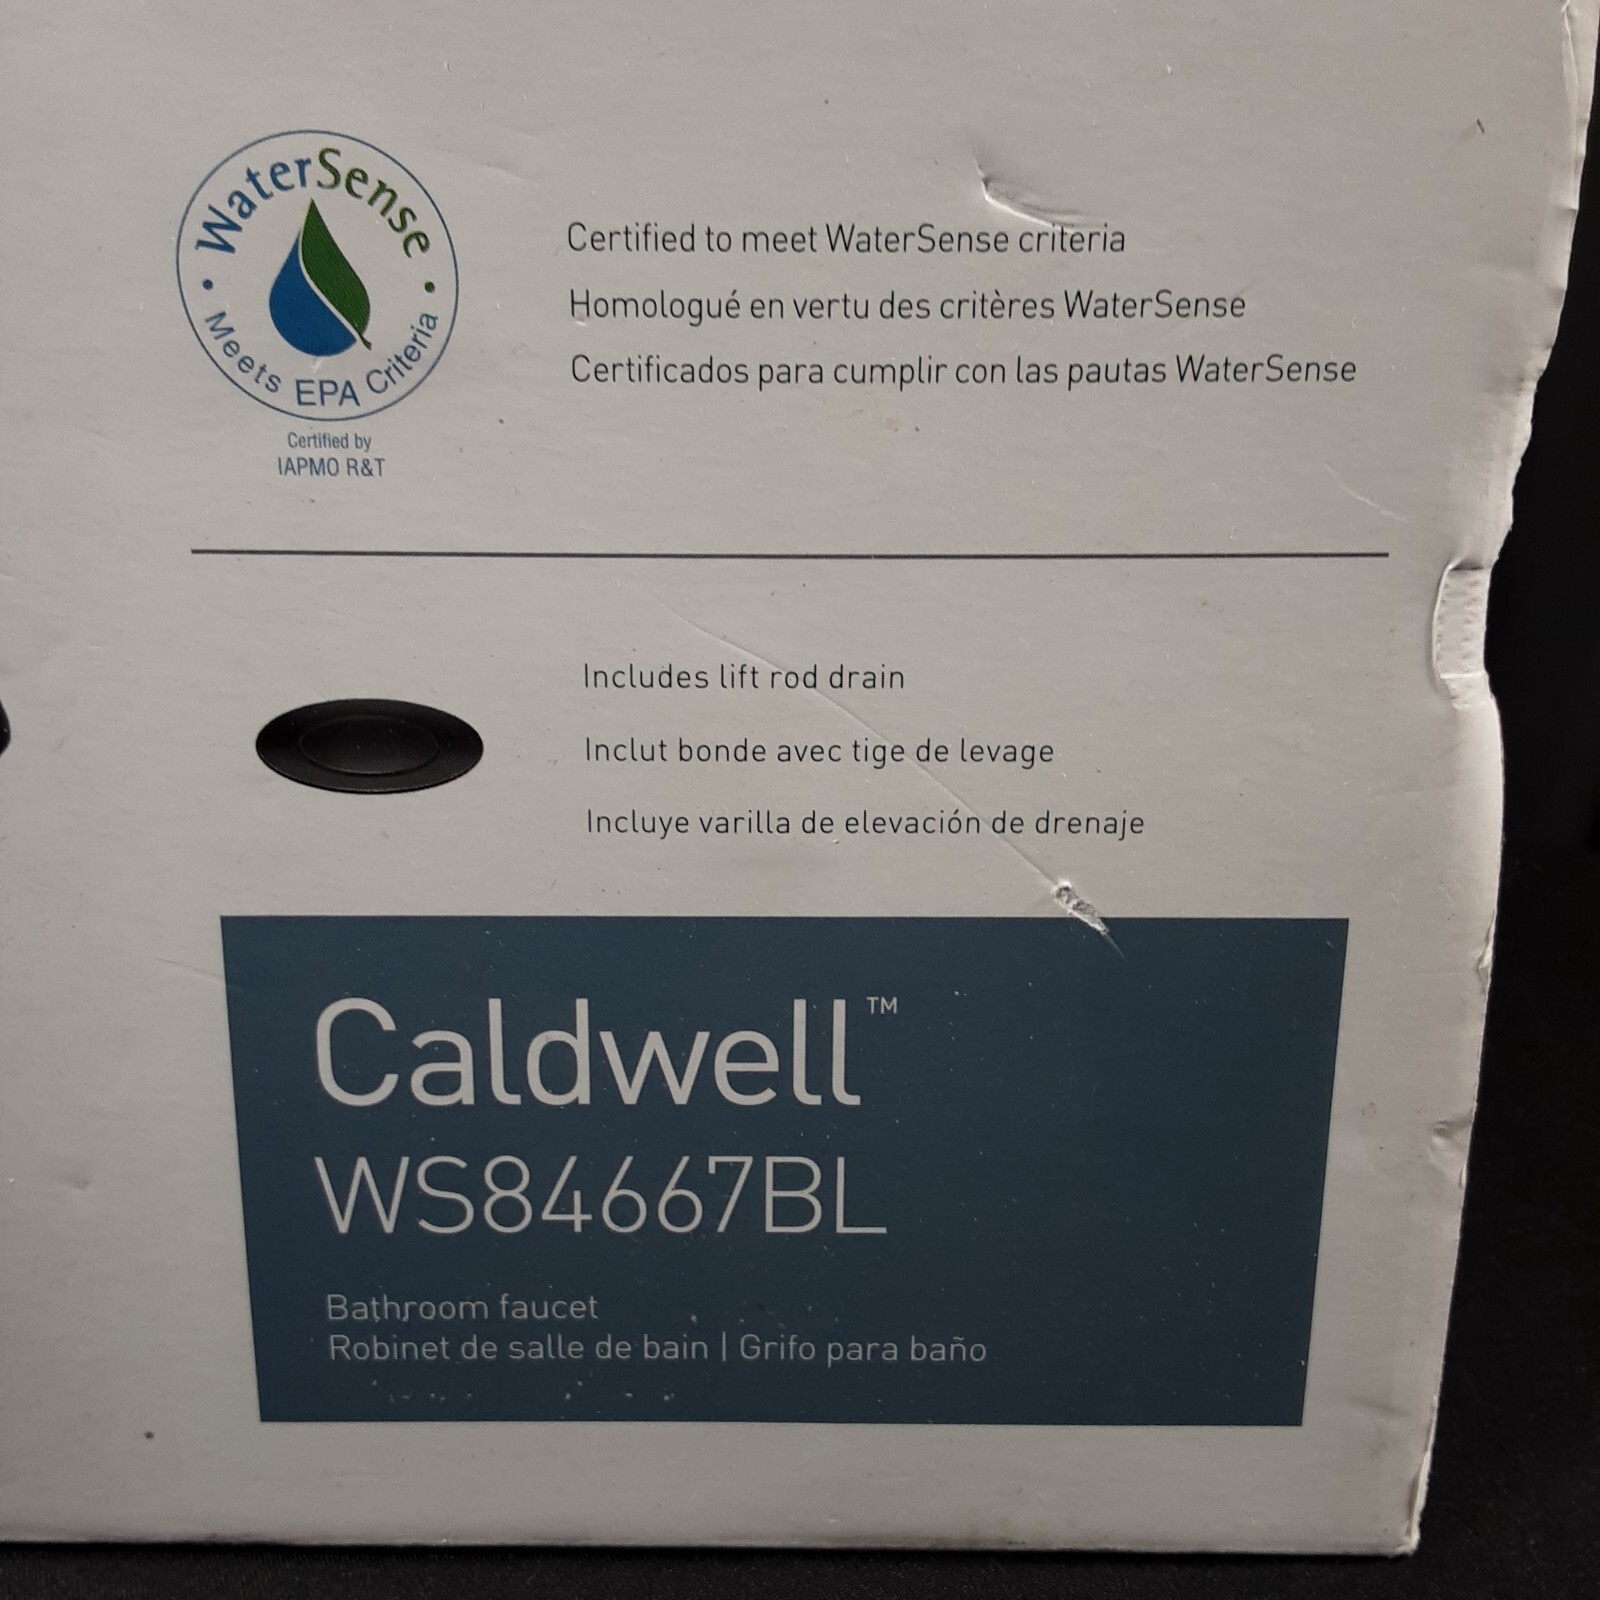 WaterSense
Meets EPA Criteria
Certified by
IAPMO R&T
Certified to meet WaterSense criteria
Homologué en vertu des critères WaterSense
Certificados para cumplir con las pautas WaterSense
Includes lift rod drain
Inclut bonde avec tige de levage
Incluye varilla de elevación de drenaje
Caldwell™
WS84667BL
Bathroom faucet
Robinet de salle de bain | Grifo para baño